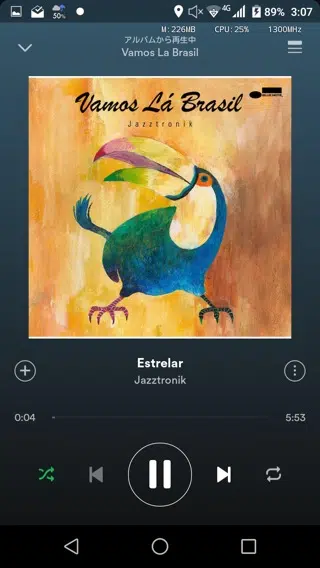 50%
4G
89%
3:07
M: 226MB
CPU: 25%
1300MHz
アルバムから再生中
Vamos La Brasil
Vamos Lá Brasil
Jazztronik
Estrelar
Jazztronik
0:04
5:53